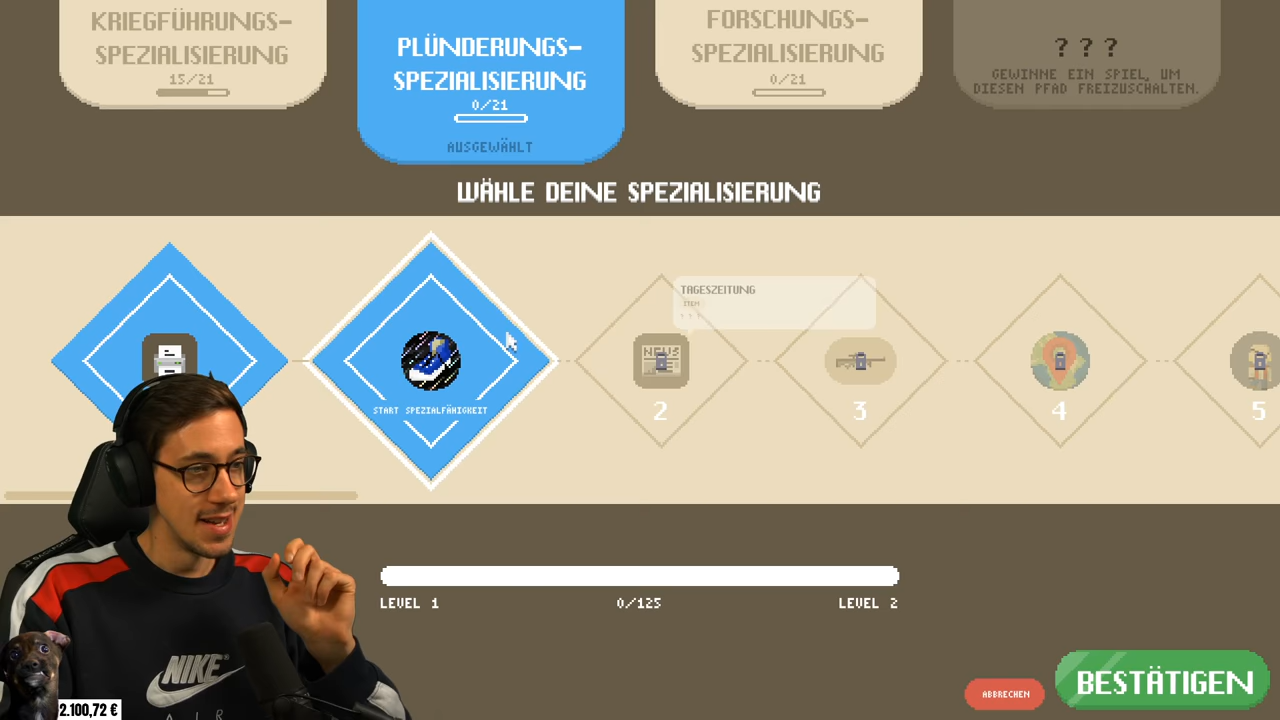 KRIEGFÜHRUNGS-
SPEZIALISIERUNG
15/21
PLÜNDERUNGS-
SPEZIALISIERUNG
0/21
AUSGEWÄHLT
FORSCHUNGS-
SPEZIALISIERUNG
0/21
? ? ?
GEWINNE EIN SPIEL, UM
DIESEN PFAD FREIZUSCHALTEN.
WÄHLE DEINE SPEZIALISIERUNG
START SPEZIALFÄHIGKEIT
TAGESZEITUNG
ITEM
? ? ?
NEWS
2
3
4
5
LEVEL 1
0/125
LEVEL 2
ABBRECHEN
BESTÄTIGEN
NIKE
AIR
2.100,72 €